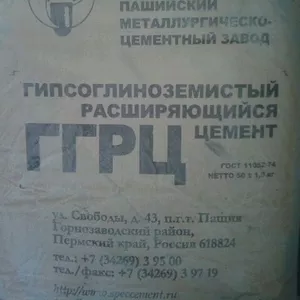 ПАШИЙСКИЙ
МЕТАЛЛУРГИЧЕСКО-
ЦЕМЕНТНЫЙ ЗАВОД
ГИПСОГЛИНОЗЕМИСТЫЙ
РАСШИРЯЮЩИЙСЯ
ГГРЦ ЦЕМЕНТ
ГОСТ 11052-74
НЕТТО 50 ± 1,0 кг
ул. Свободы, д. 43, п.г.т. Пашия
Горнозаводский район,
Пермский край, Россия 618824
тел.: +7 (34269) 3 95 00
тел./факс: +7 (34269) 3 97 19